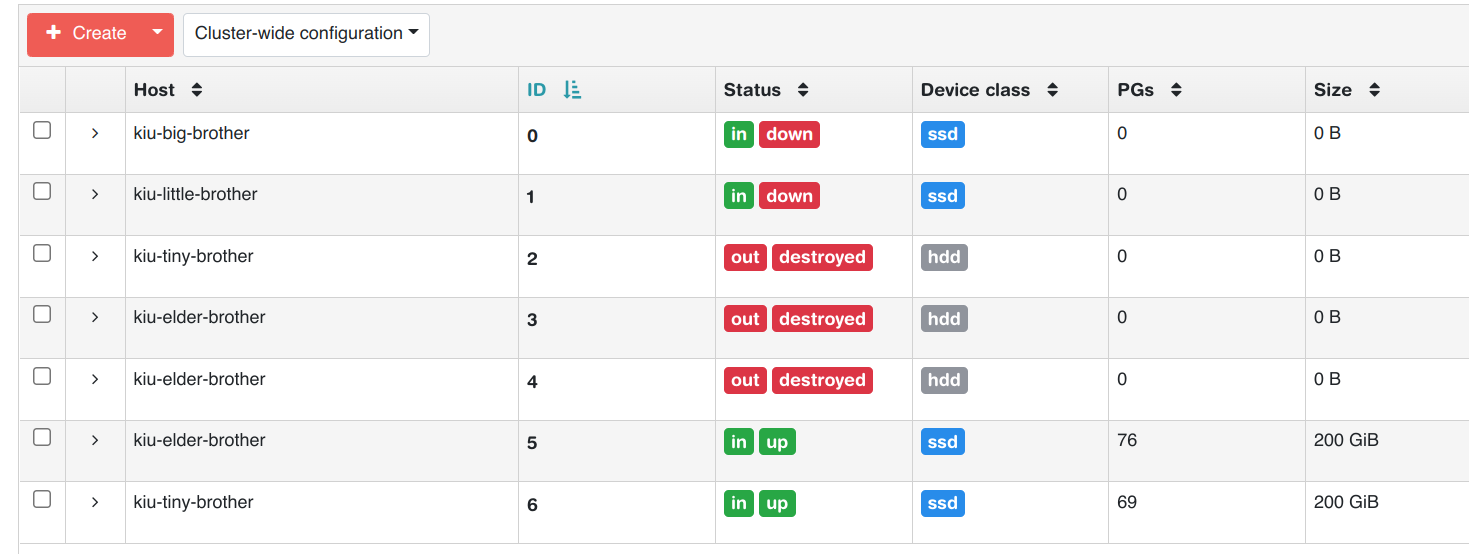 Create Cluster-wide configuration
Host ID Status Device class PGs Size
kiu-big-brother 0 in down ssd 0 0 B
kiu-little-brother 1 in down ssd 0 0 B
kiu-tiny-brother 2 out destroyed hdd 0 0 B
kiu-elder-brother 3 out destroyed hdd 0 0 B
kiu-elder-brother 4 out destroyed hdd 0 0 B
kiu-elder-brother 5 in up ssd 76 200 GiB
kiu-tiny-brother 6 in up ssd 69 200 GiB